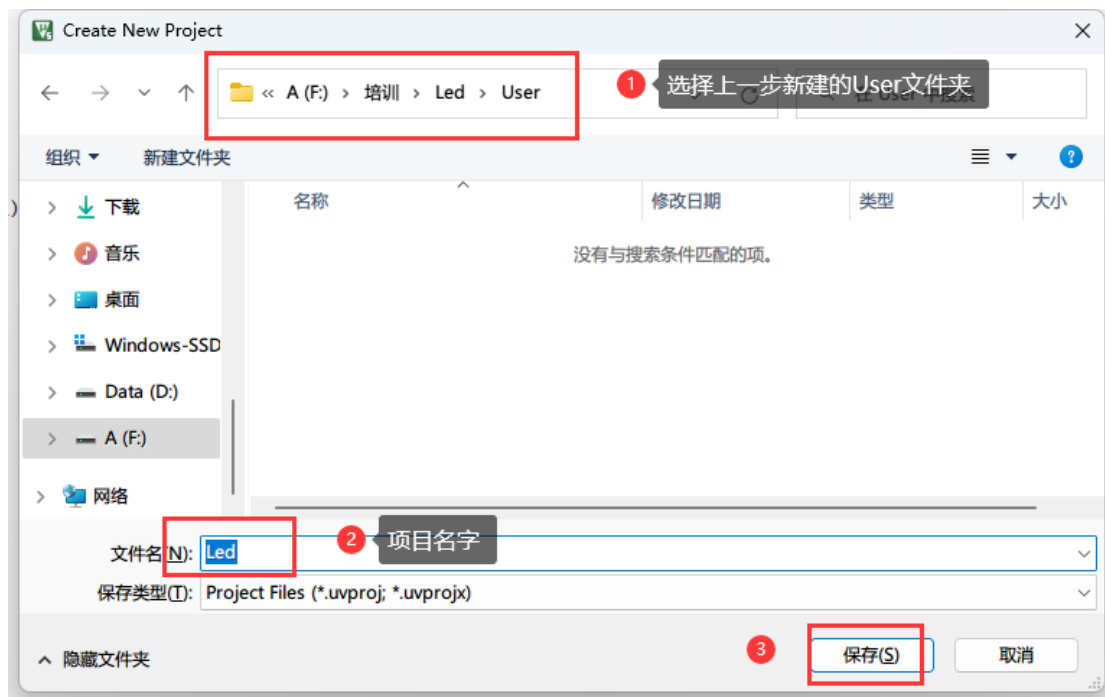 Create New Project
« A (F:) › 培训 › Led › User
1 选择上一步新建的User文件夹
组织 新建文件夹
名称 修改日期 类型 大小
下载
没有与搜索条件匹配的项。
音乐
桌面
Windows-SSD
Data (D:)
A (F:)
网络
文件名(N): Led
2 项目名字
保存类型(T): Project Files (*.uvproj; *.uvprojx)
隐藏文件夹
3 保存(S) 取消